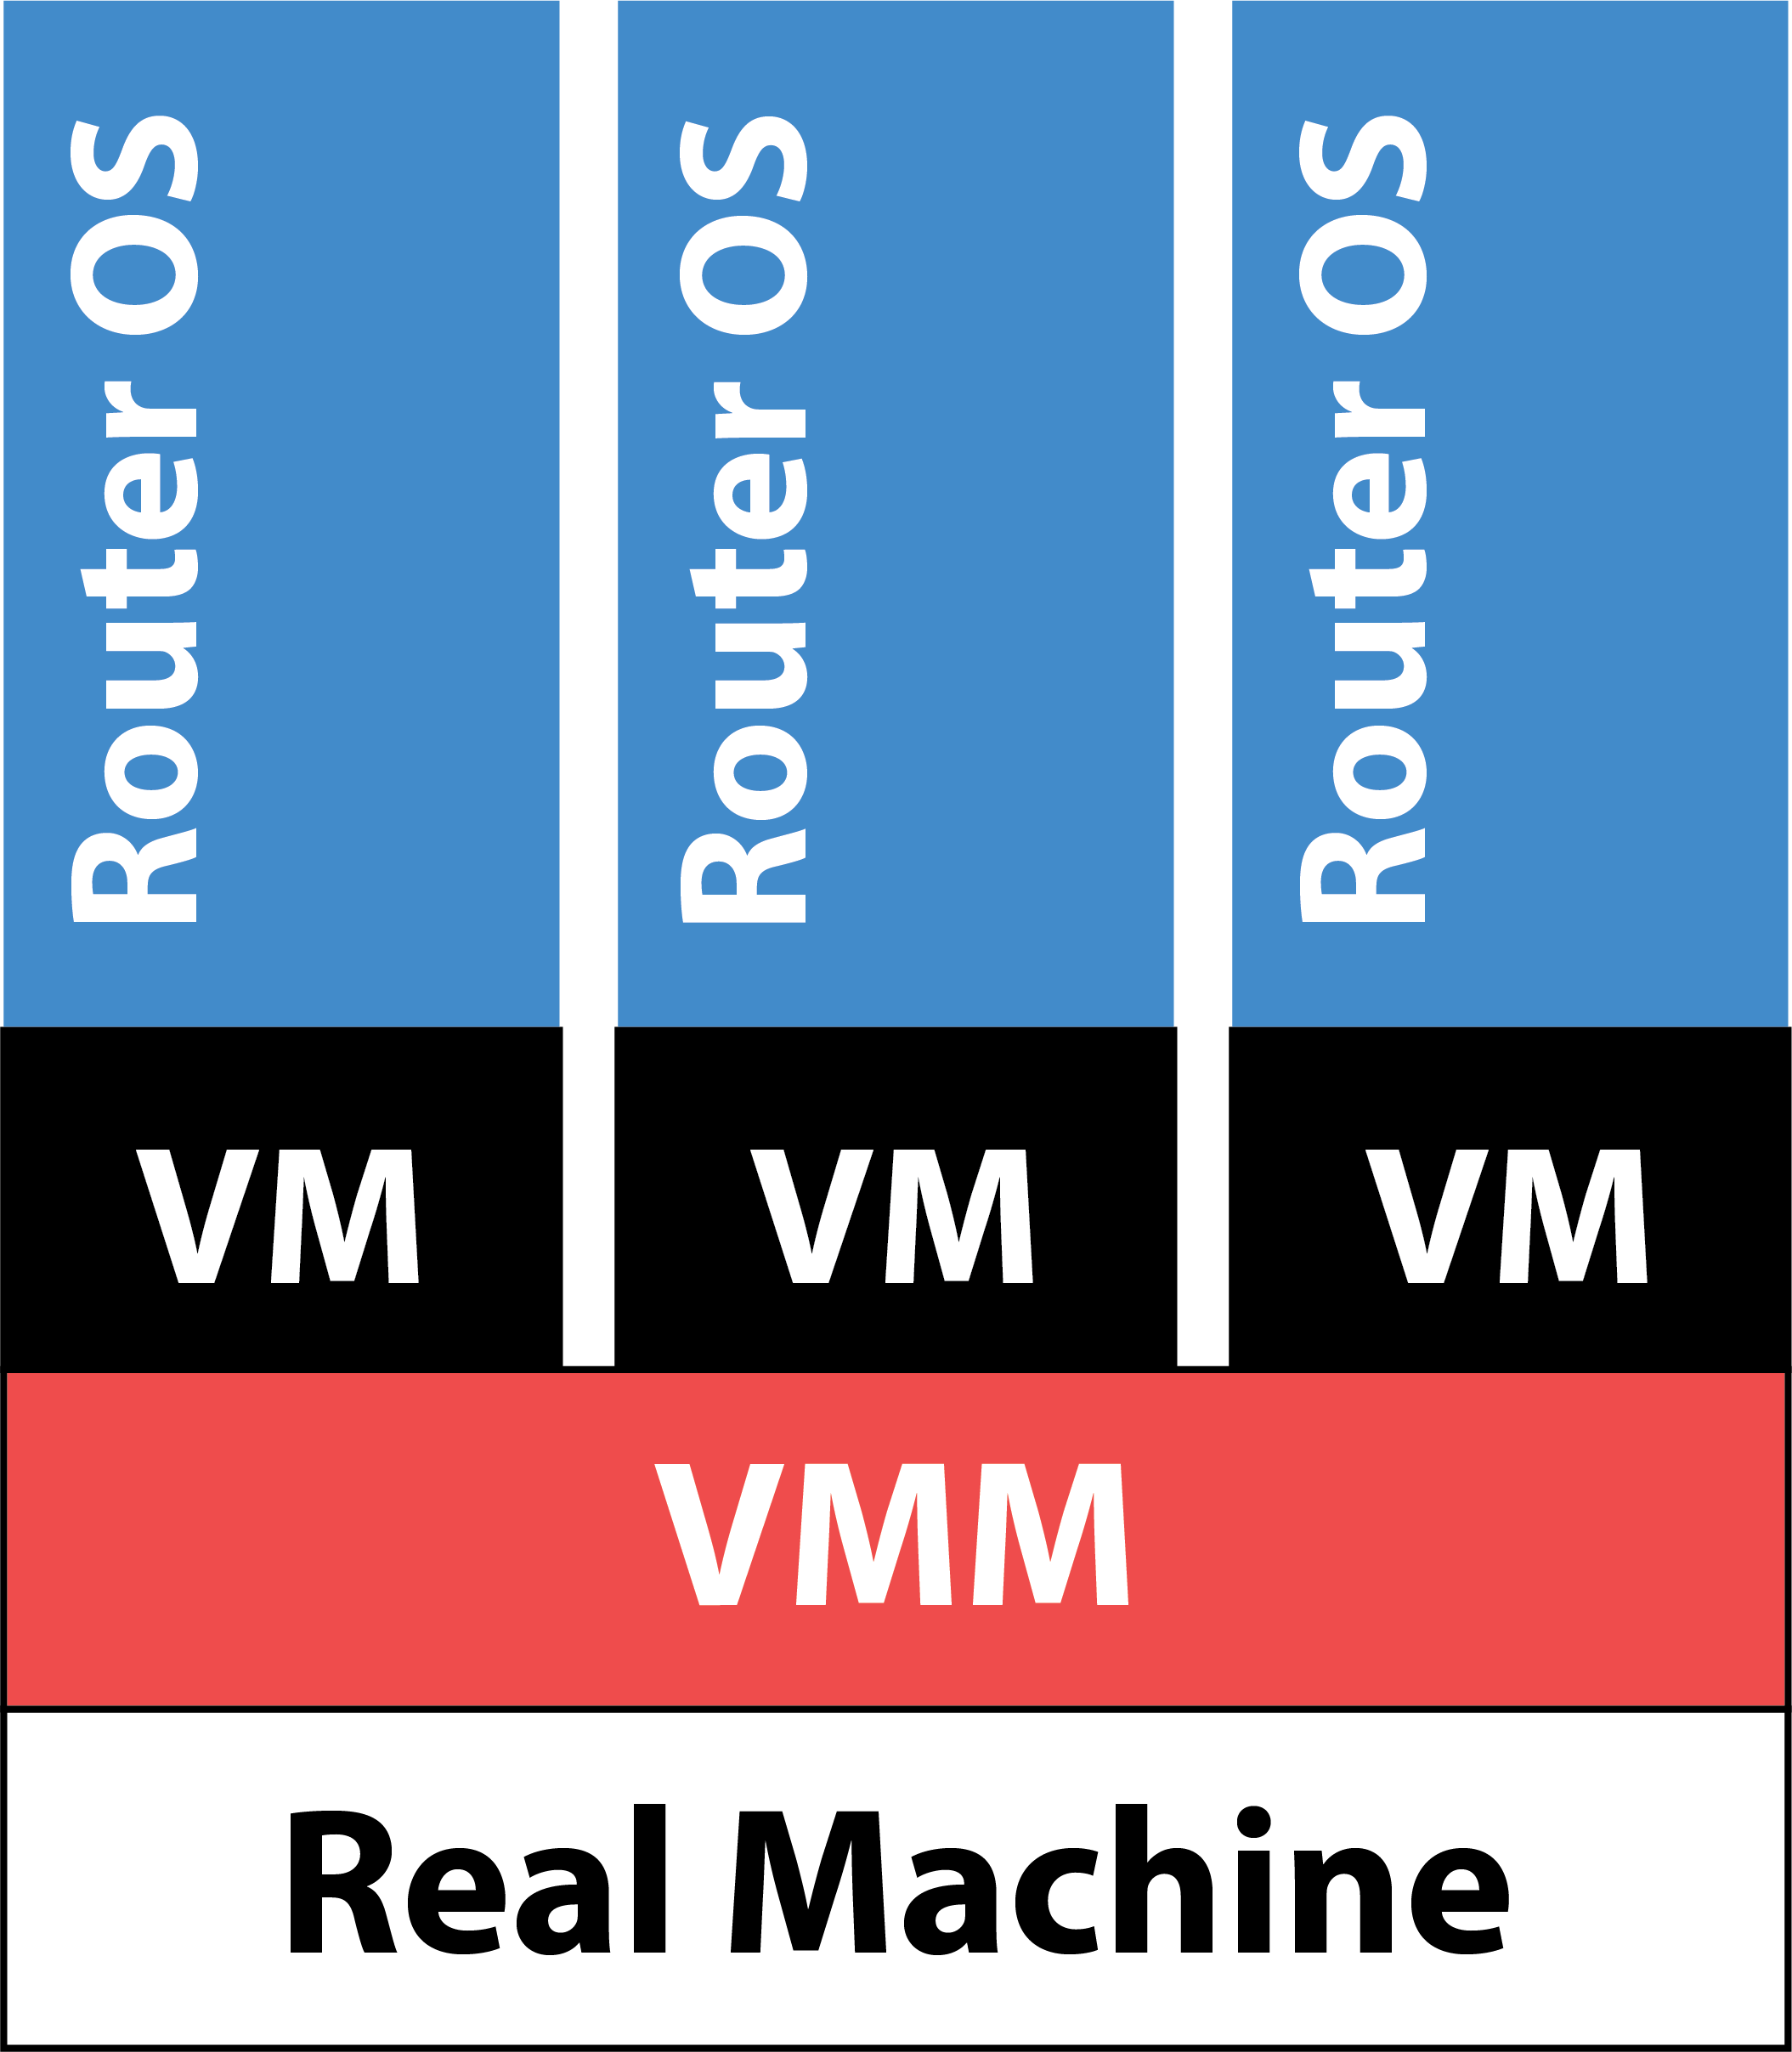 Router OS
Router OS
Router OS
VM
VM
VM
VMM
Real Machine